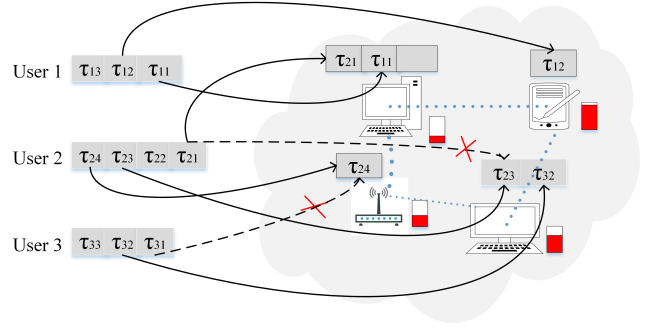 τ21 τ11
τ12
User 1 τ13 τ12 τ11
User 2 τ24 τ23 τ22 τ21
τ24
τ23 τ32
User 3 τ33 τ32 τ31